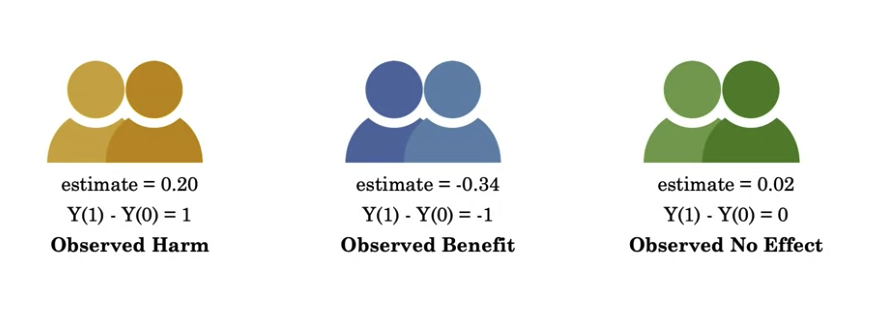 estimate = 0.20
Y(1) - Y(0) = 1
Observed Harm
estimate = -0.34
Y(1) - Y(0) = -1
Observed Benefit
estimate = 0.02
Y(1) - Y(0) = 0
Observed No Effect